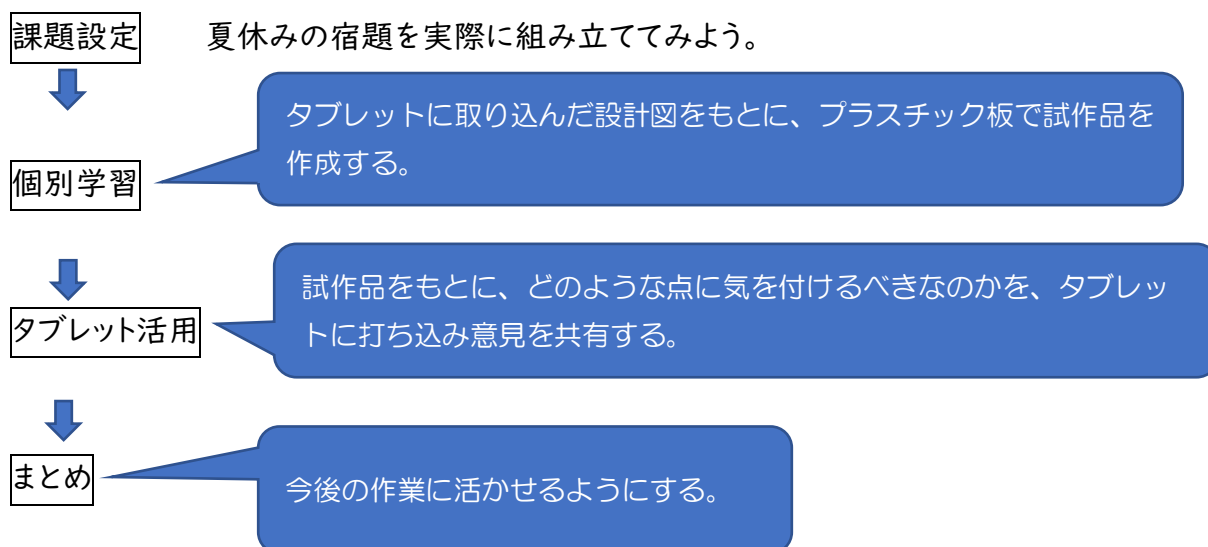 課題設定 夏休みの宿題を実際に組み立ててみよう。
タブレットに取り込んだ設計図をもとに、プラスチック板で試作品を
作成する。
個別学習
試作品をもとに、どのような点に気を付けるべきなのかを、タブレッ
トに打ち込み意見を共有する。
タブレット活用
まとめ
今後の作業に活かせるようにする。